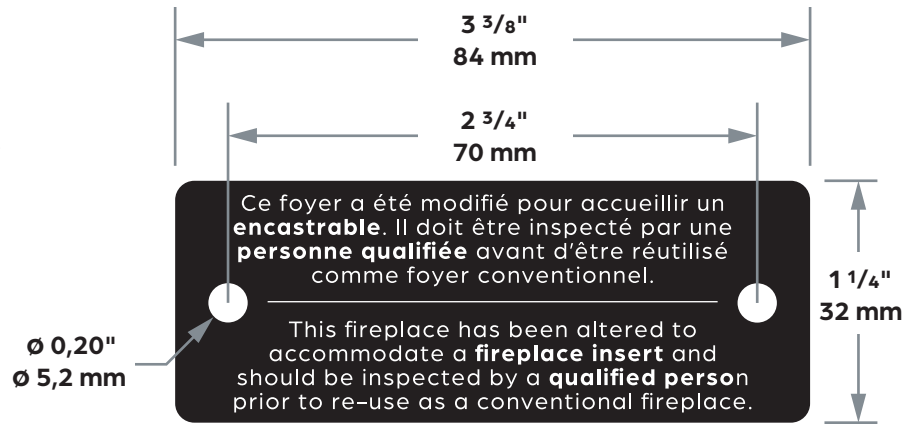 3 3/8"
84 mm
2 3/4"
70 mm
Ce foyer a été modifié pour accueillir un
encastrable. Il doit être inspecté par une
personne qualifiée avant d'être réutilisé
comme foyer conventionnel.
1 1/4"
32 mm
This fireplace has been altered to
accommodate a fireplace insert and
should be inspected by a qualified person
prior to re-use as a conventional fireplace.
Ø 0,20"
Ø 5,2 mm